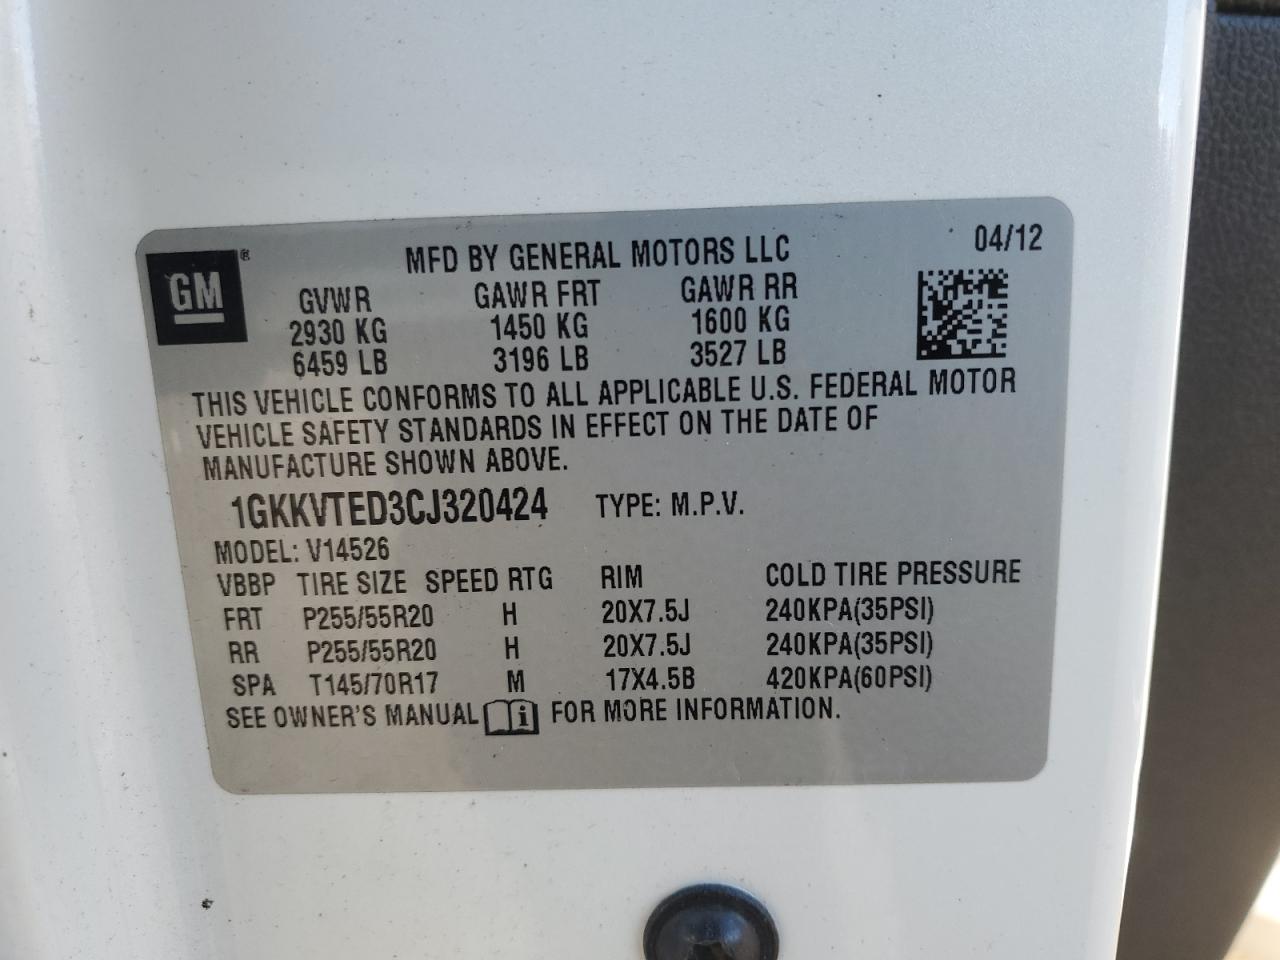 GM®
MFD BY GENERAL MOTORS LLC 04/12
GVWR GAWR FRT GAWR RR
2930 KG 1450 KG 1600 KG
6459 LB 3196 LB 3527 LB
THIS VEHICLE CONFORMS TO ALL APPLICABLE U.S. FEDERAL MOTOR
VEHICLE SAFETY STANDARDS IN EFFECT ON THE DATE OF
MANUFACTURE SHOWN ABOVE.
1GKKVTED3CJ320424 TYPE: M.P.V.
MODEL: V14526
VBBP TIRE SIZE SPEED RTG RIM COLD TIRE PRESSURE
FRT P255/55R20 H 20X7.5J 240KPA(35PSI)
RR P255/55R20 H 20X7.5J 240KPA(35PSI)
SPA T145/70R17 M 17X4.5B 420KPA(60PSI)
SEE OWNER'S MANUAL i FOR MORE INFORMATION.